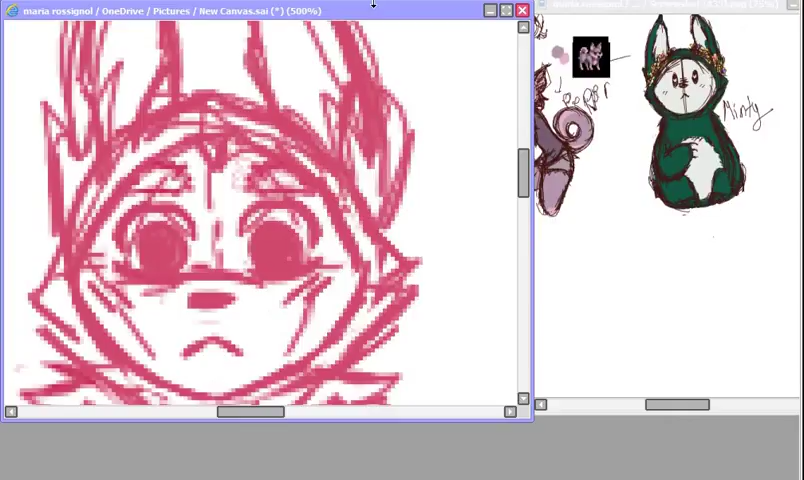 maria rossignol / OneDrive / Pictures / New Canvas.sai (*) (500%)
Pepper
Minty